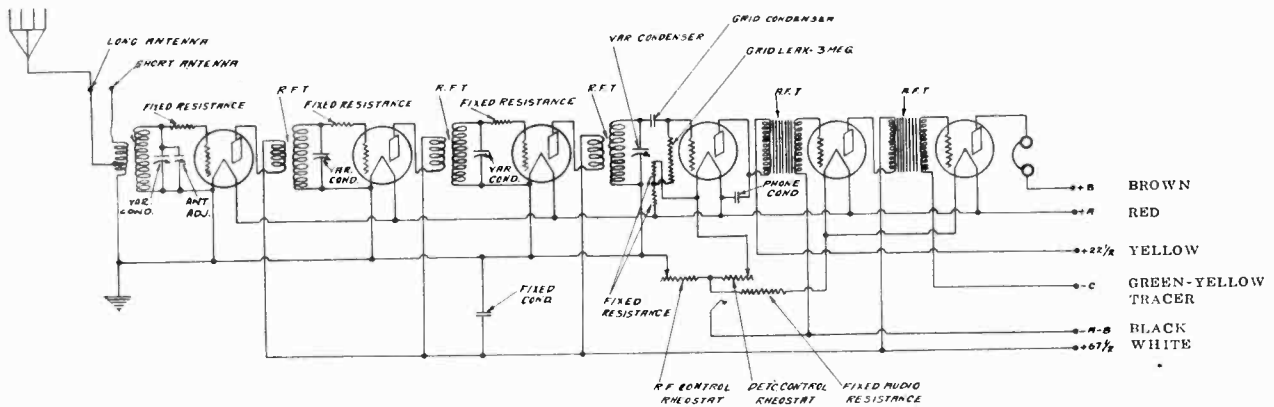 GRID CONDENSER
VAR CONDENSER
GRID LEAK - 3 MEG.
LONG ANTENNA
SHORT ANTENNA
R.F.T
R.F.T
R.F.T
A.F.T
A.F.T
FIXED RESISTANCE
FIXED RESISTANCE
FIXED RESISTANCE
VAR.
COND.
ANT
ADJ.
VAR.
COND.
VAR
COND.
PHONE
COND
+B BROWN
+A RED
+22½ YELLOW
-C GREEN-YELLOW
TRACER
-A-B BLACK
+67½ WHITE
FIXED
COND
FIXED
RESISTANCE
RF CONTROL
RHEOSTAT
DETC CONTROL
RHEOSTAT
FIXED AUDIO
RESISTANCE